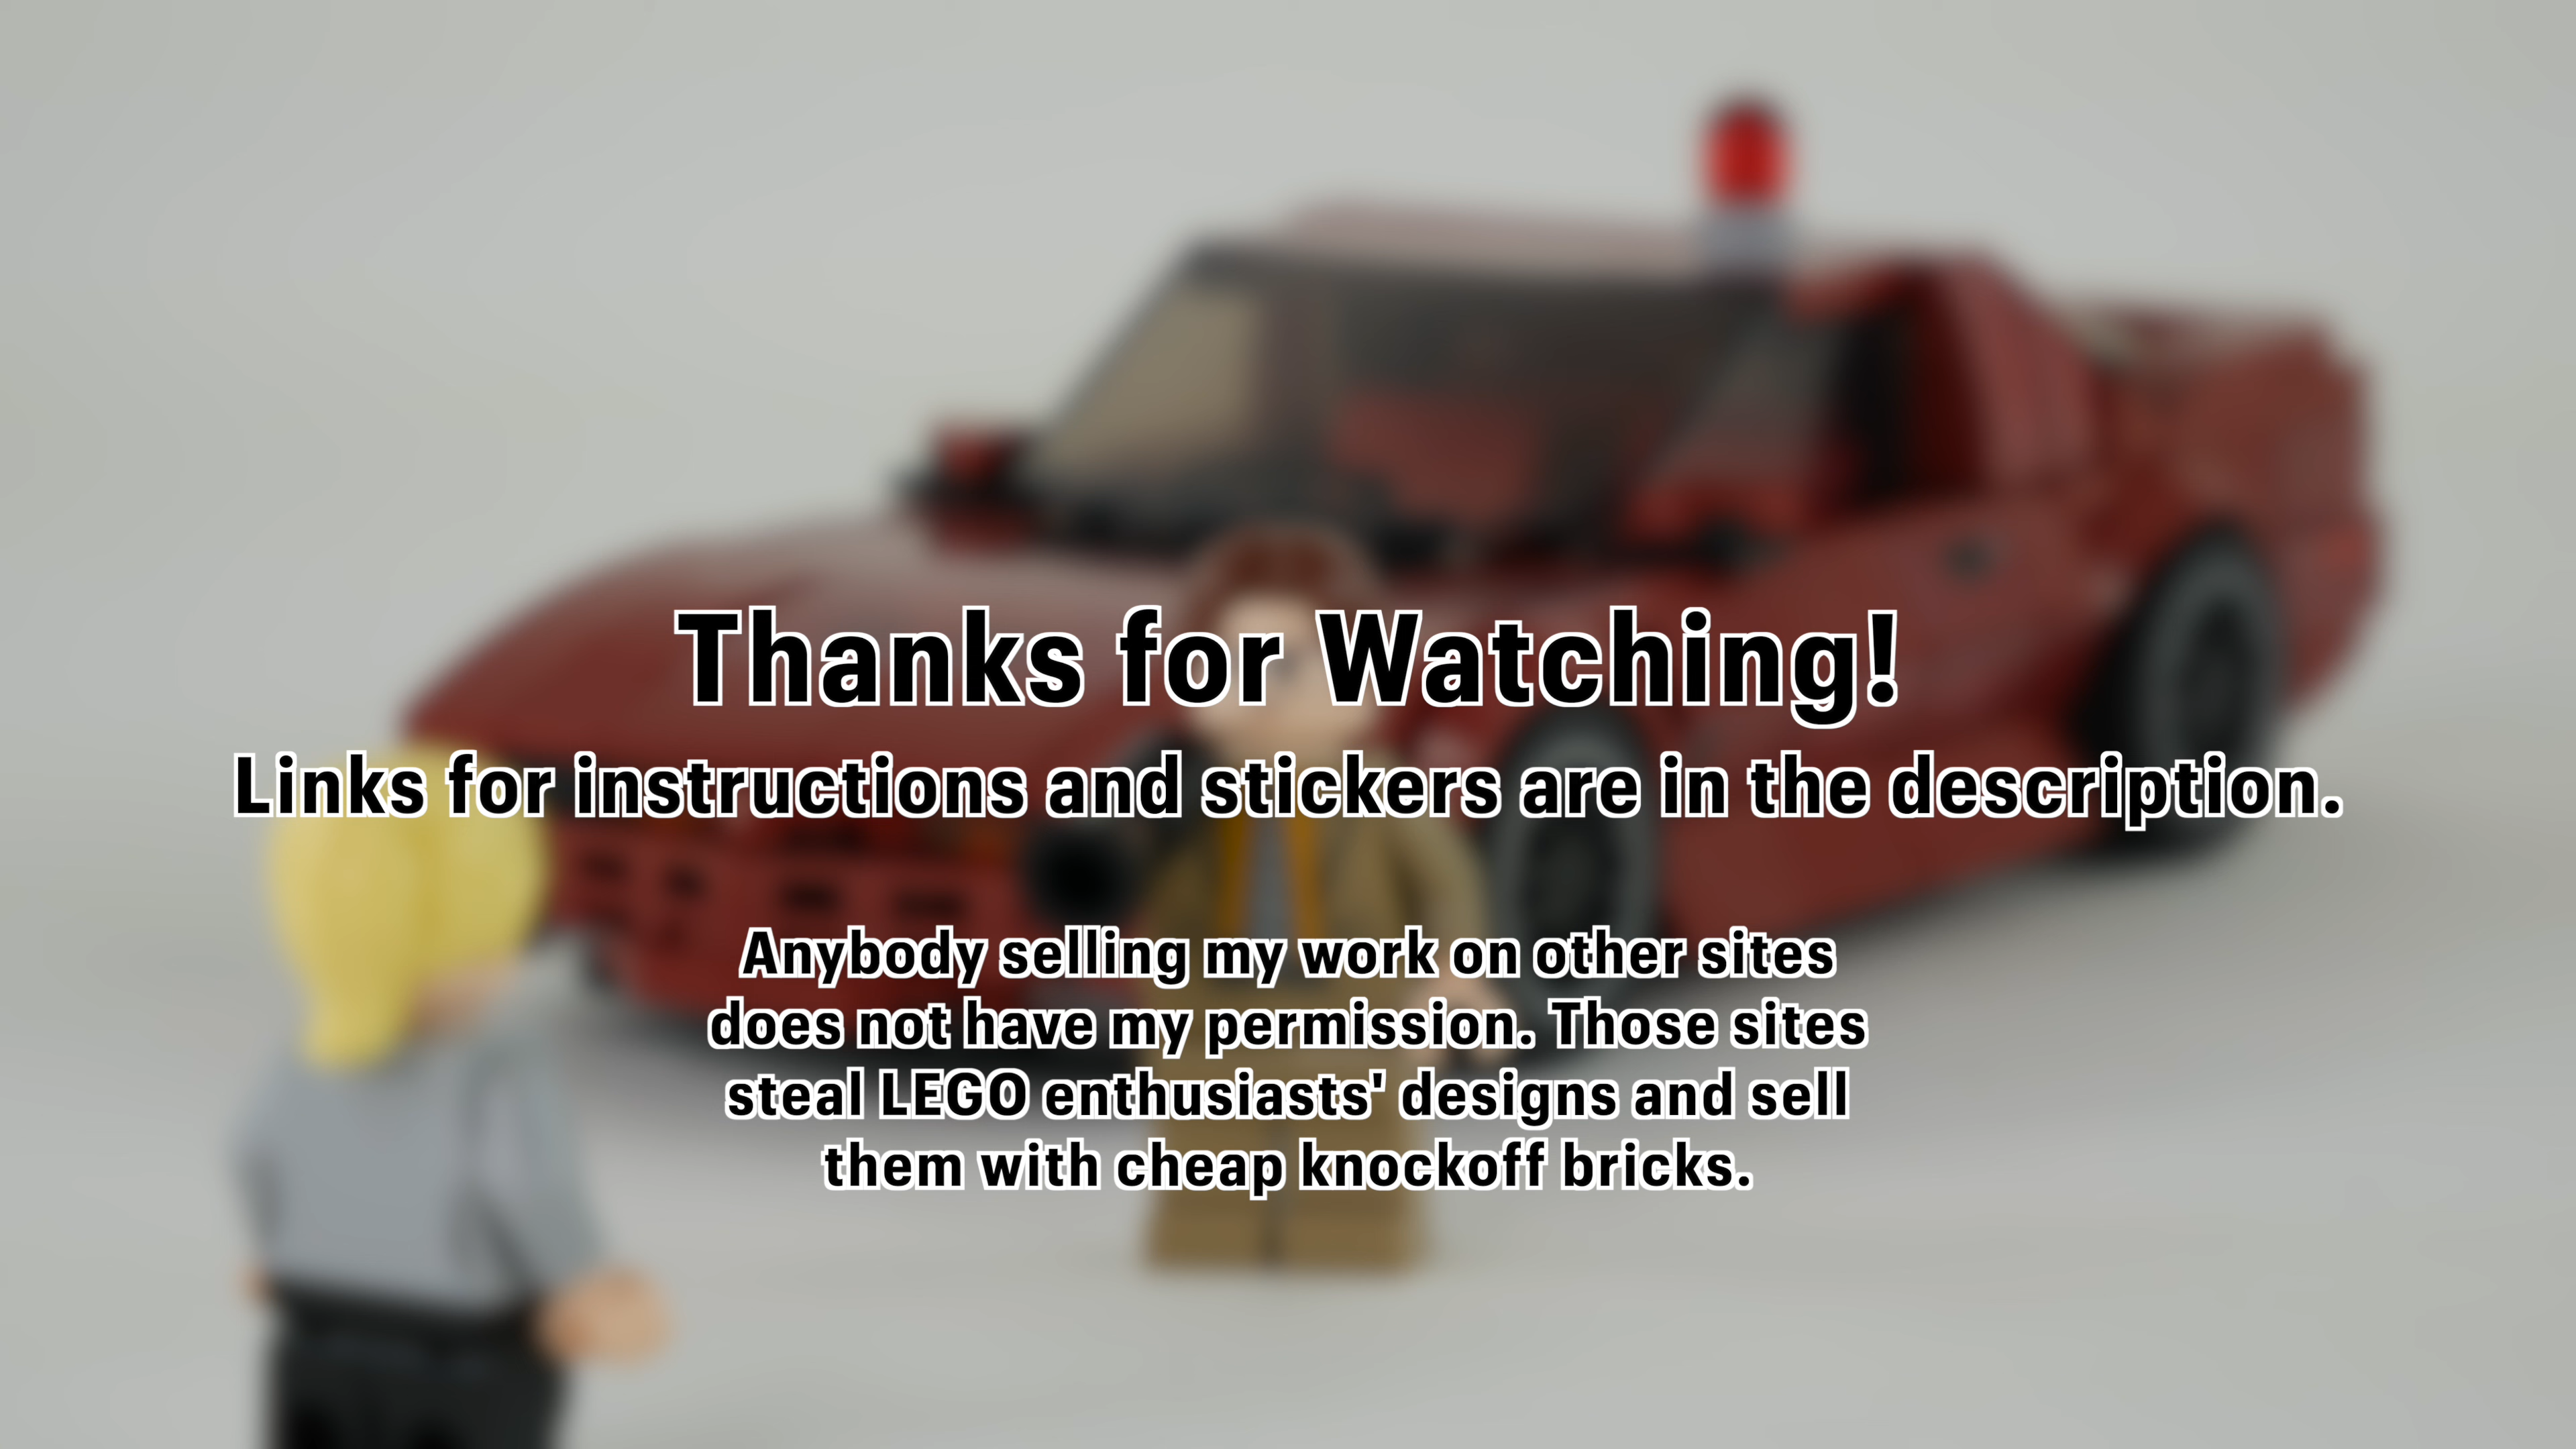 Thanks for Watching!
Links for instructions and stickers are in the description.
Anybody selling my work on other sites
does not have my permission. Those sites
steal LEGO enthusiasts' designs and sell
them with cheap knockoff bricks.